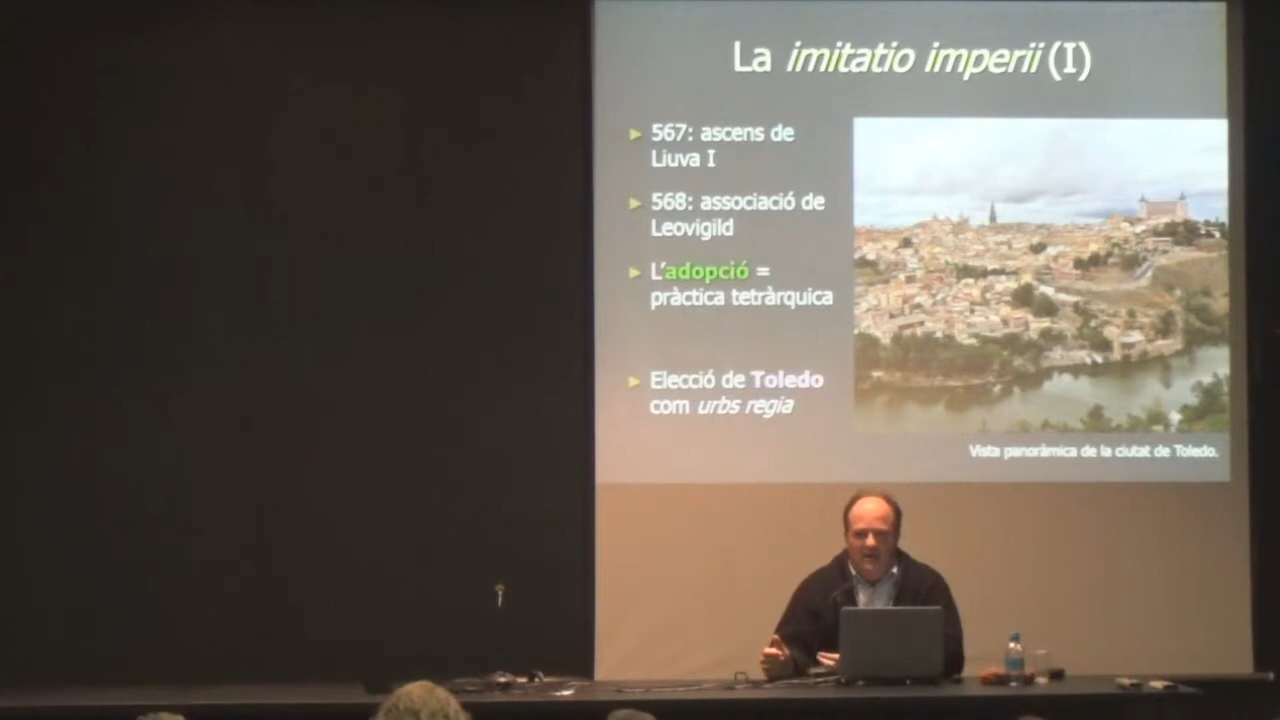 La imitatio imperii (I)
► 567: ascens de
Liuva I
► 568: associació de
Leovigild
► L'adopció =
pràctica tetràrquica
► Elecció de Toledo
com urbs regia
Vista panoràmica de la ciutat de Toledo.